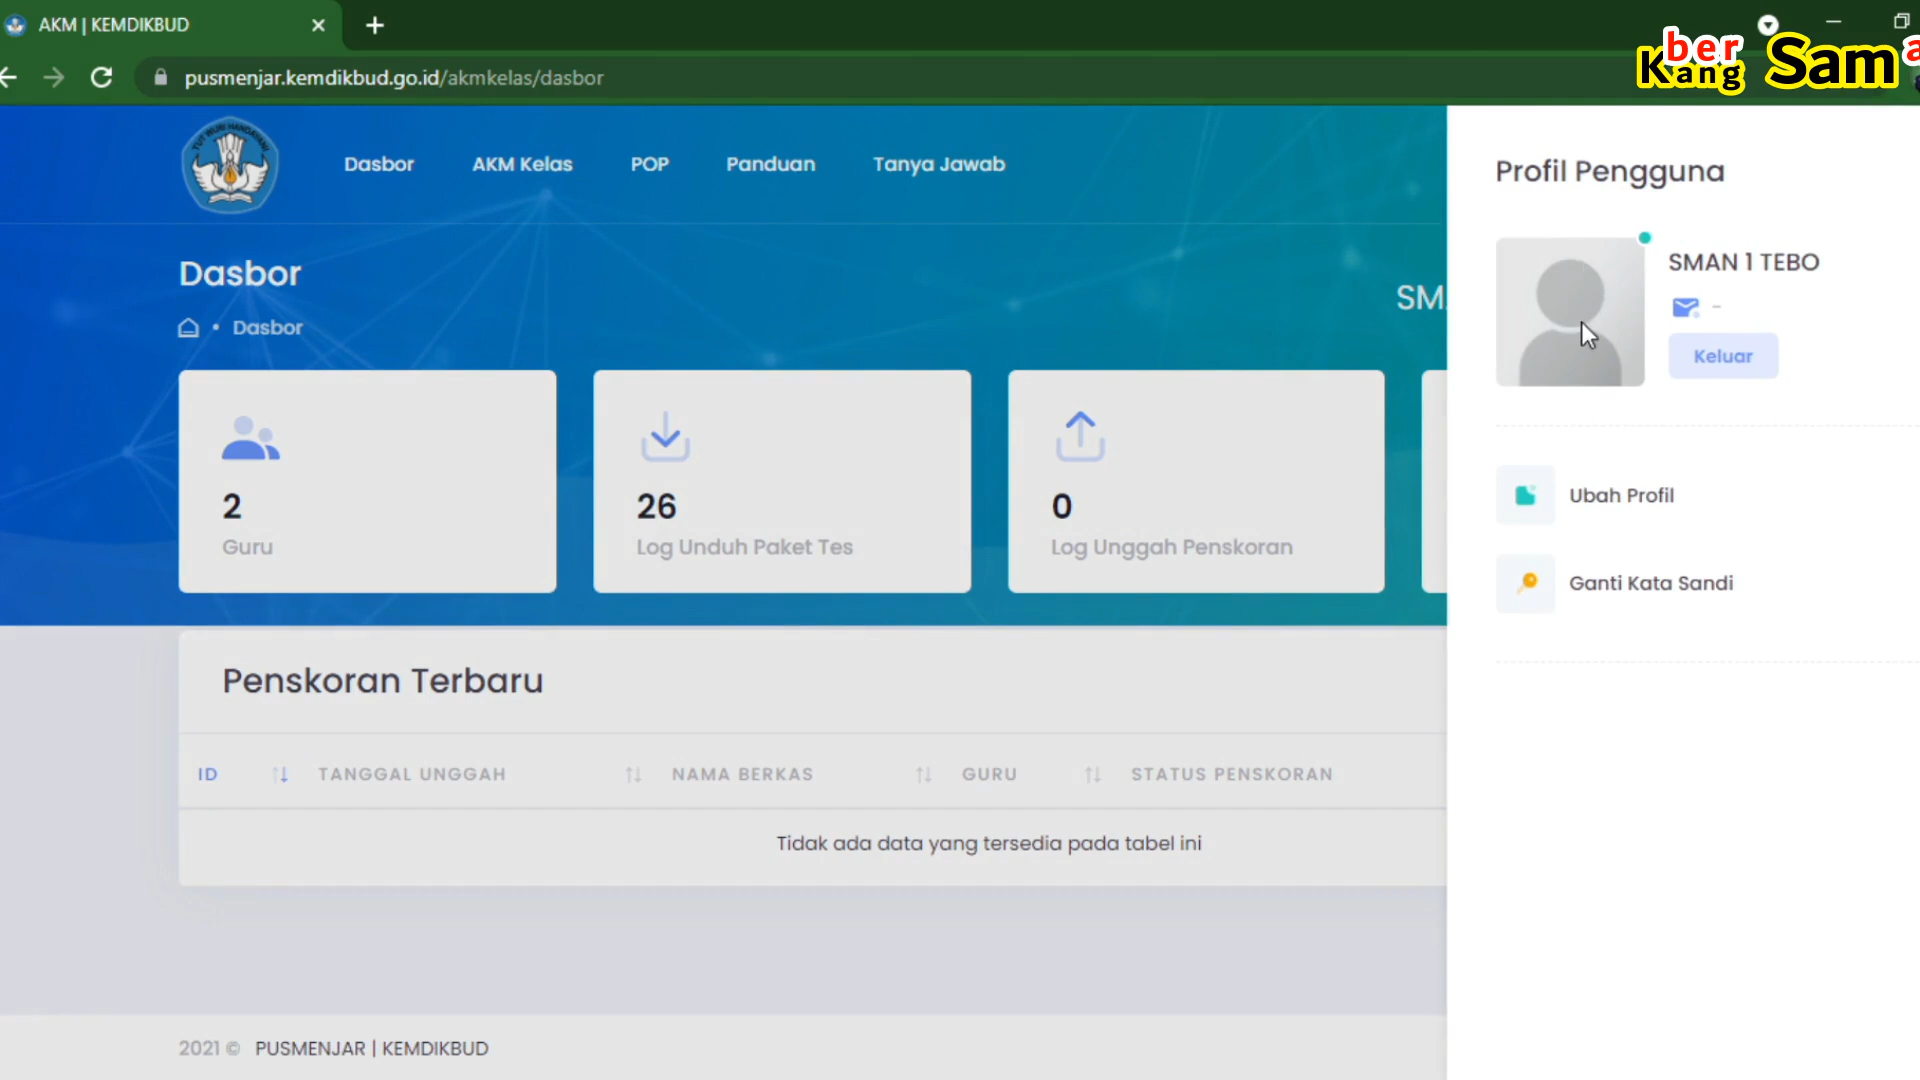 AKM | KEMDIKBUD
pusmenjar.kemdikbud.go.id/akmkelas/dasbor
ber
Kang Sam
TUT WURI HANDAYANI
Dasbor
AKM Kelas
POP
Panduan
Tanya Jawab
Dasbor
Dasbor
2
Guru
26
Log Unduh Paket Tes
0
Log Unggah Penskoran
Penskoran Terbaru
ID
TANGGAL UNGGAH
NAMA BERKAS
GURU
STATUS PENSKORAN
Tidak ada data yang tersedia pada tabel ini
2021 © PUSMENJAR | KEMDIKBUD
Profil Pengguna
SMAN 1 TEBO
-
Keluar
Ubah Profil
Ganti Kata Sandi